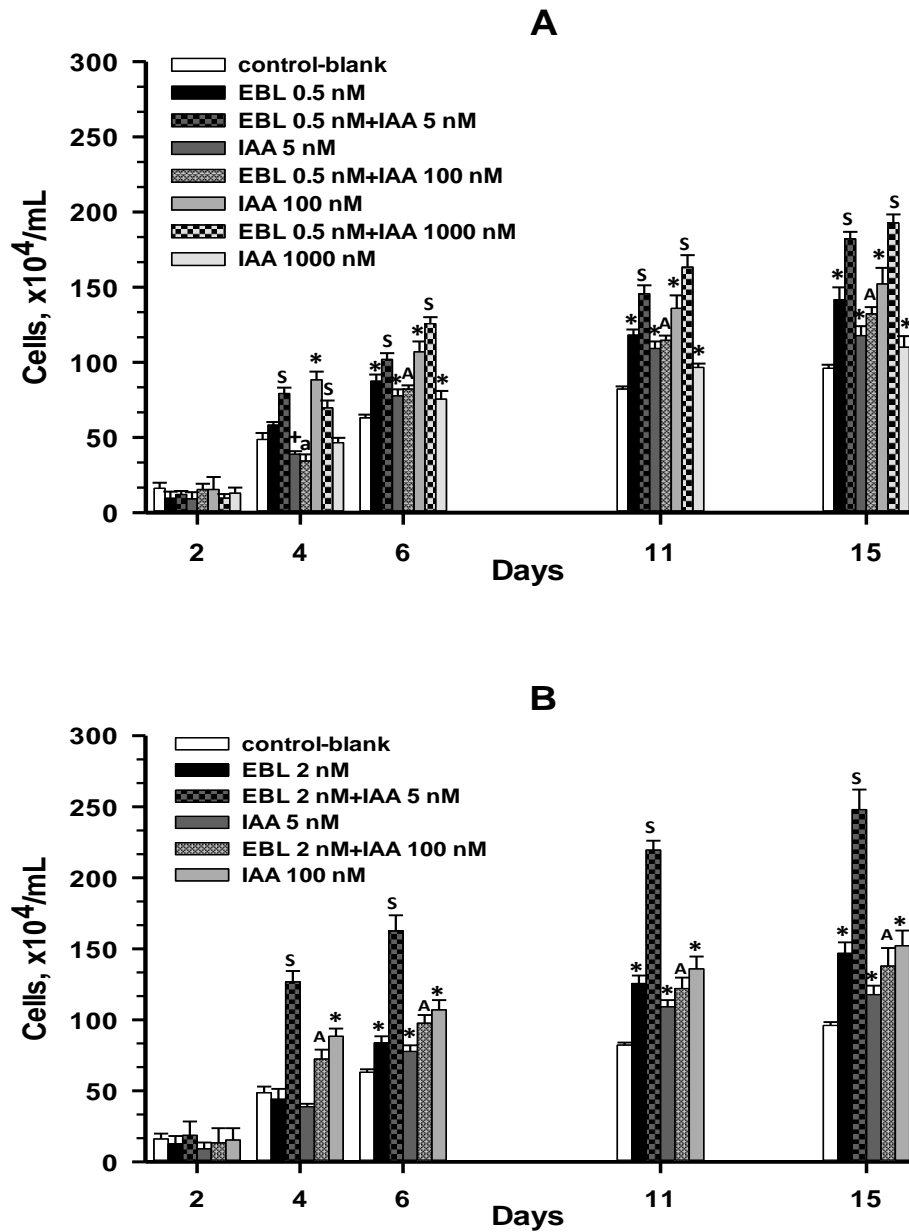 A
300
250
200
150
100
50
0
Cells, x10⁴/mL
control-blank
EBL 0.5 nM
EBL 0.5 nM+IAA 5 nM
IAA 5 nM
EBL 0.5 nM+IAA 100 nM
IAA 100 nM
EBL 0.5 nM+IAA 1000 nM
IAA 1000 nM
S + a * S
* S * A * S *
* S * A * S *
* S * A * S *
2 4 6 11 15
Days
B
300
250
200
150
100
50
0
Cells, x10⁴/mL
control-blank
EBL 2 nM
EBL 2 nM+IAA 5 nM
IAA 5 nM
EBL 2 nM+IAA 100 nM
IAA 100 nM
S A *
* S * A *
* S * A *
* S * A *
2 4 6 11 15
Days